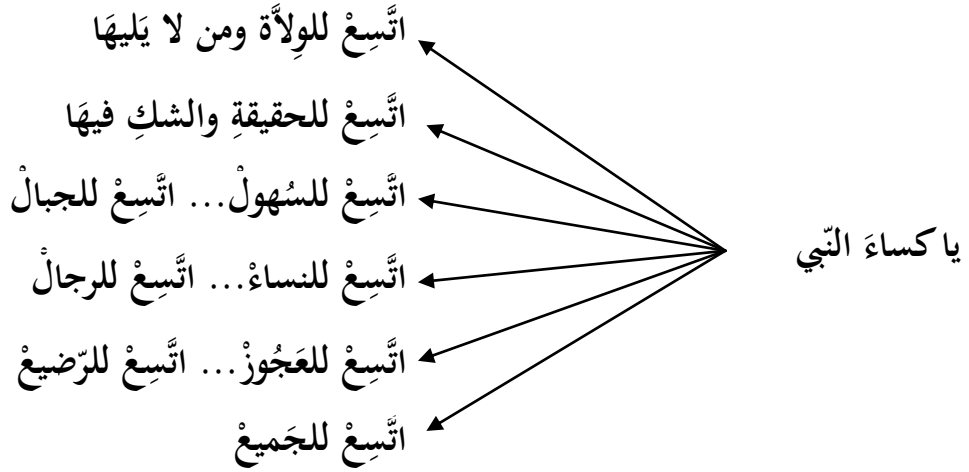 يا كساءَ النّبي
اتَّسِعْ للوِلاَّة ومن لا يَليهَا
اتَّسِعْ للحقيقةِ والشكِ فيهَا
اتَّسِعْ للسُهولْ... اتَّسِعْ للجبالْ
اتَّسِعْ للنساءْ... اتَّسِعْ للرجالْ
اتَّسِعْ للعَجُوزْ... اتَّسِعْ للرّضيعْ
اتَّسِعْ للجَميعْ